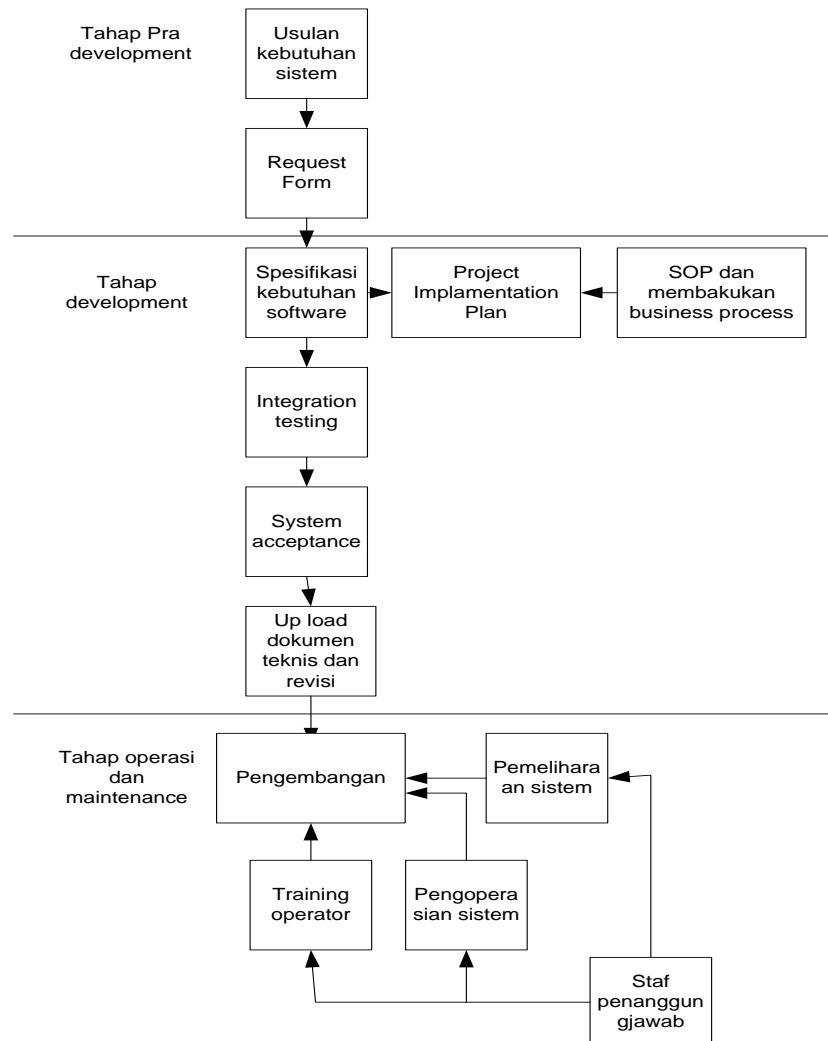 Tahap Pra
development
Usulan
kebutuhan
sistem
Request
Form
Tahap
development
Spesifikasi
kebutuhan
software
Project
Implamentation
Plan
SOP dan
membakukan
business process
Integration
testing
System
acceptance
Up load
dokumen
teknis dan
revisi
Tahap operasi
dan
maintenance
Pengembangan
Pemelihara
an sistem
Training
operator
Pengopera
sian sistem
Staf
penanggun
gjawab